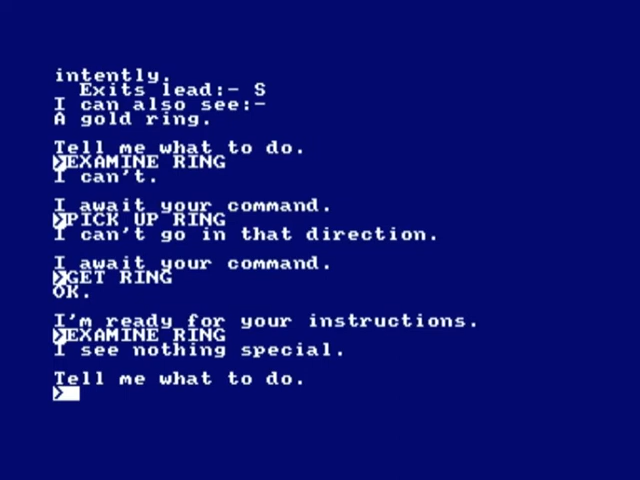 intently.
Exits lead:- S
I can also see:-
A gold ring.
Tell me what to do.
>EXAMINE RING
I can't.
I await your command.
>PICK UP RING
I can't go in that direction.
I await your command.
>GET RING
OK.
I'm ready for your instructions.
>EXAMINE RING
I see nothing special.
Tell me what to do.
>